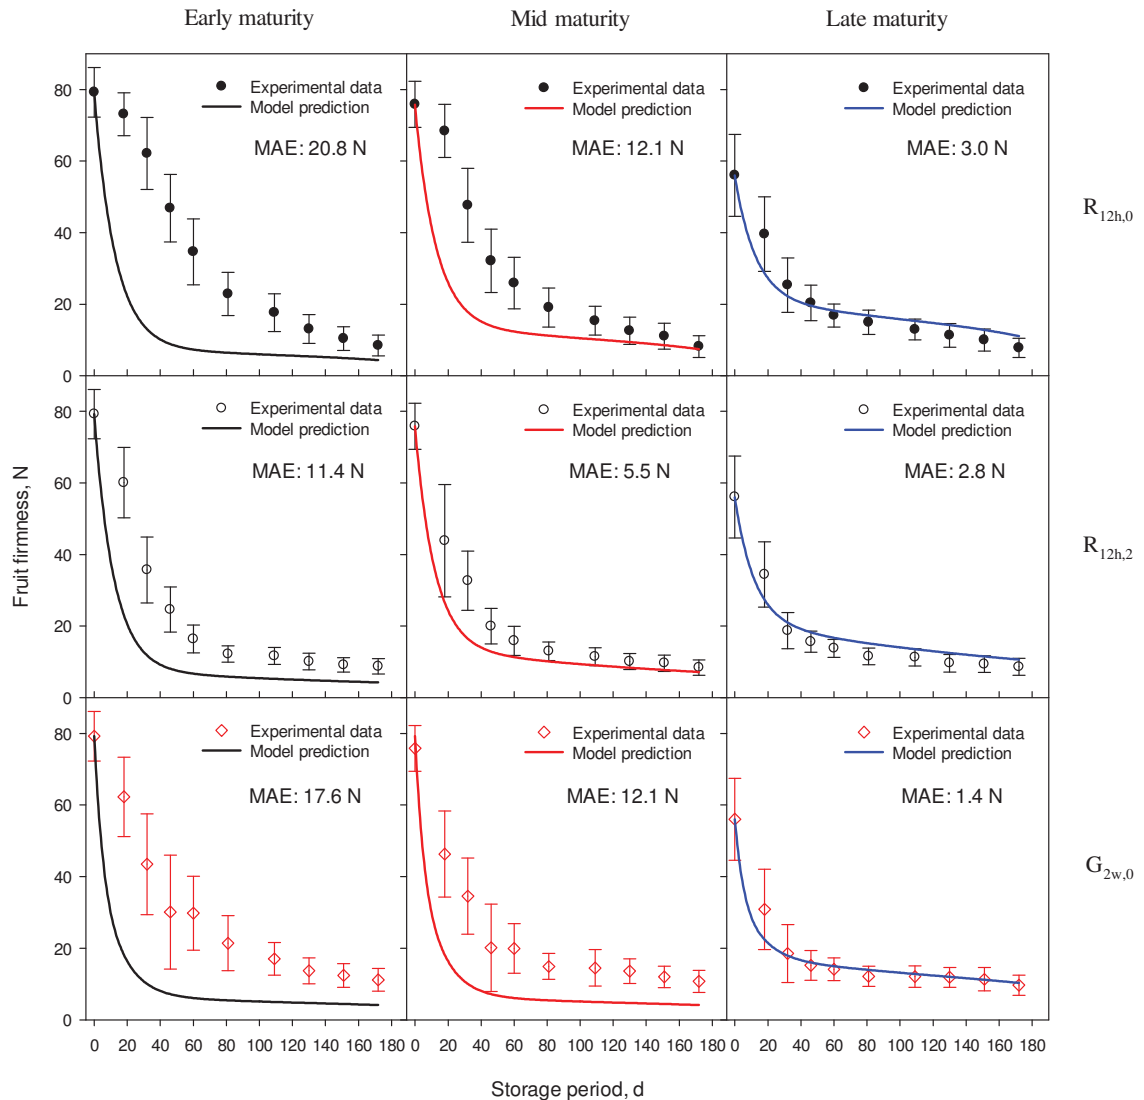 Early maturity
Mid maturity
Late maturity
80
60
40
20
0
Experimental data
Model prediction
MAE: 20.8 N
Experimental data
Model prediction
MAE: 12.1 N
Experimental data
Model prediction
MAE: 3.0 N
R12h,0
80
60
40
20
0
Experimental data
Model prediction
MAE: 11.4 N
Experimental data
Model prediction
MAE: 5.5 N
Experimental data
Model prediction
MAE: 2.8 N
R12h,2
Fruit firmness, N
80
60
40
20
0
Experimental data
Model prediction
MAE: 17.6 N
Experimental data
Model prediction
MAE: 12.1 N
Experimental data
Model prediction
MAE: 1.4 N
G2w,0
0 20 40 60 80 100 120 140 160 180
0 20 40 60 80 100 120 140 160 180
0 20 40 60 80 100 120 140 160 180
Storage period, d